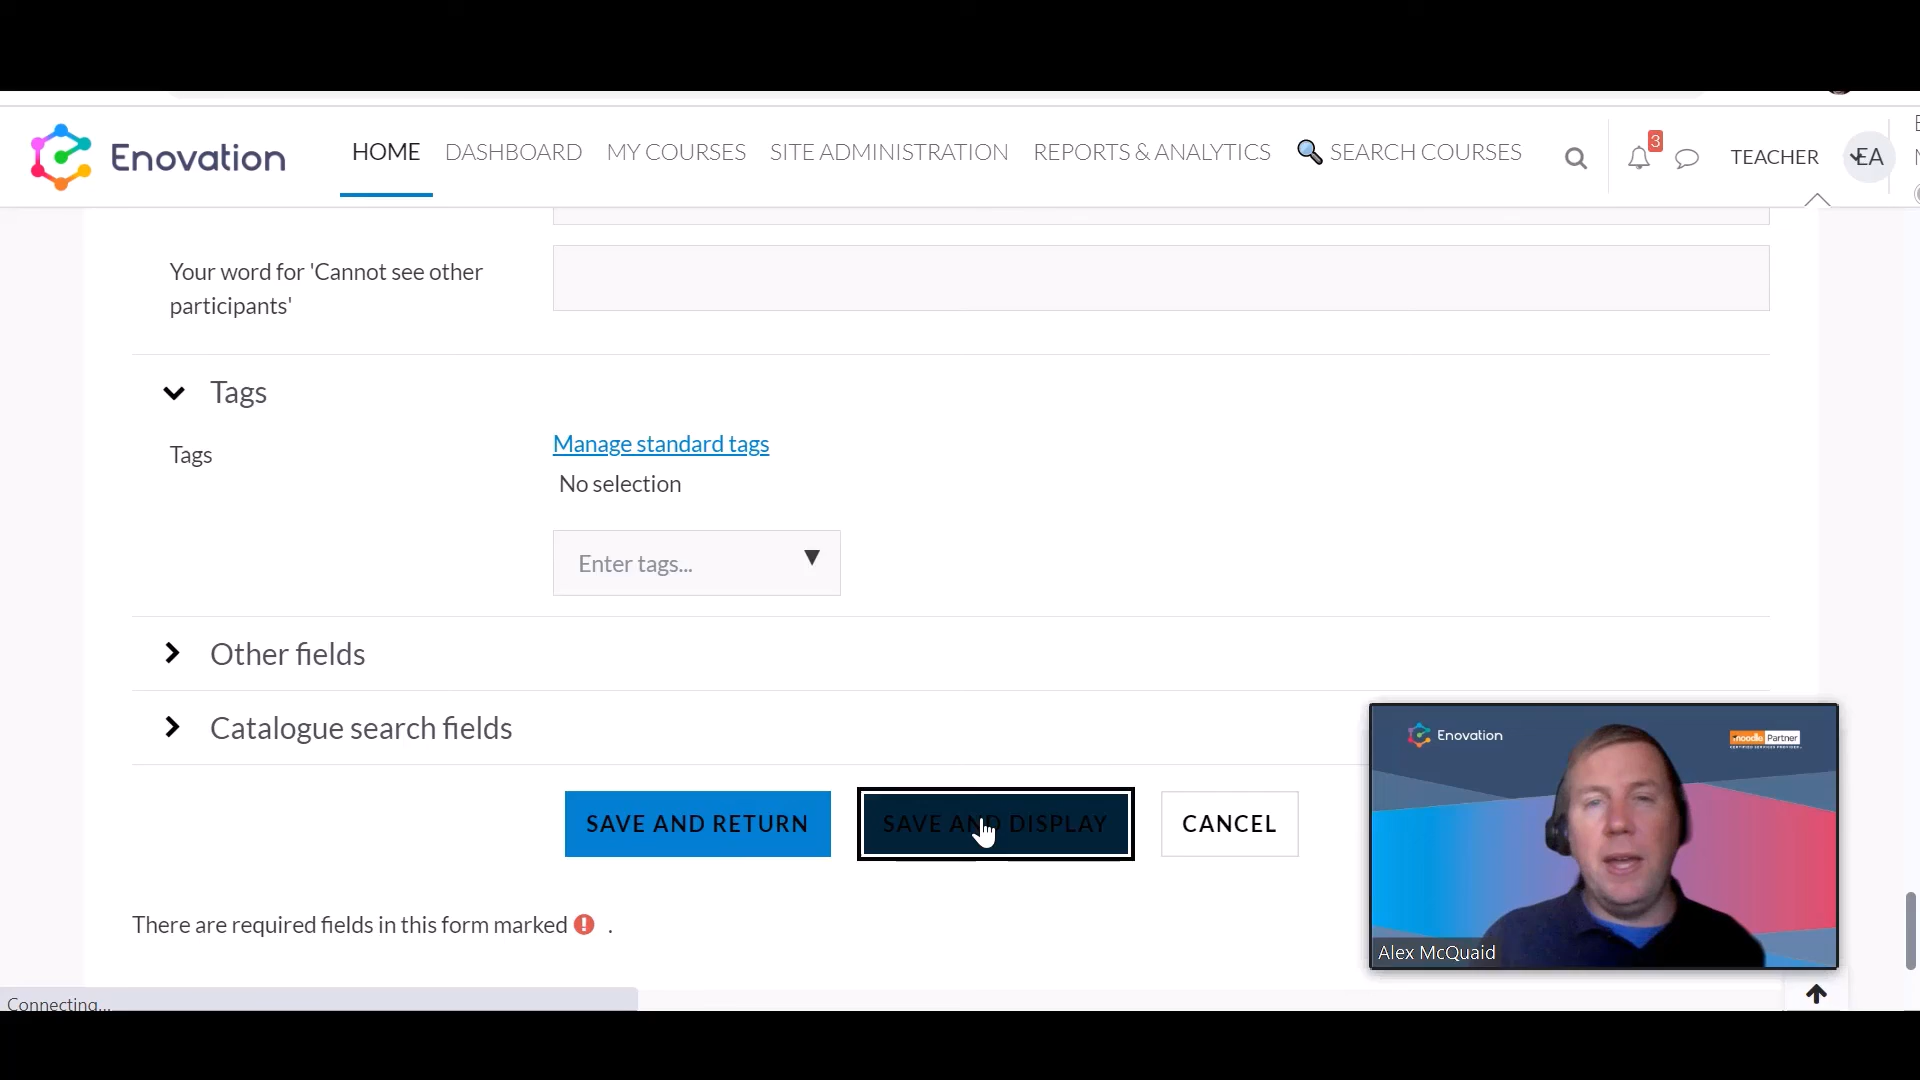 Enovation
HOME DASHBOARD MY COURSES SITE ADMINISTRATION REPORTS & ANALYTICS SEARCH COURSES 3 TEACHER EA
Your word for 'Cannot see other
participants'
Tags
Tags
Manage standard tags
No selection
Enter tags...
Other fields
Catalogue search fields
SAVE AND RETURN SAVE AND DISPLAY CANCEL
There are required fields in this form marked .
Enovation
moodle Partner
Alex McQuaid
Connecting...